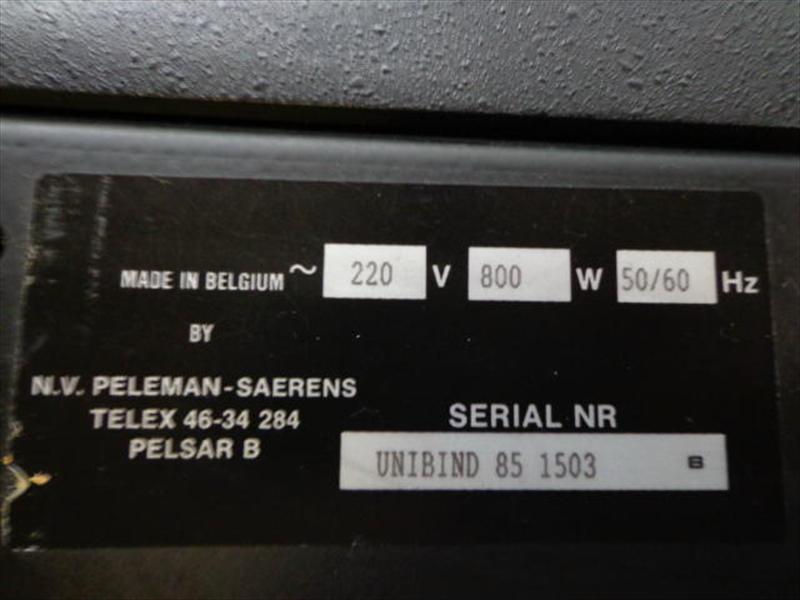 MADE IN BELGIUM ~ 220 V 800 W 50/60 Hz
BY
N.V. PELEMAN-SAERENS
TELEX 46-34 284
PELSAR B
SERIAL NR
UNIBIND 85 1503